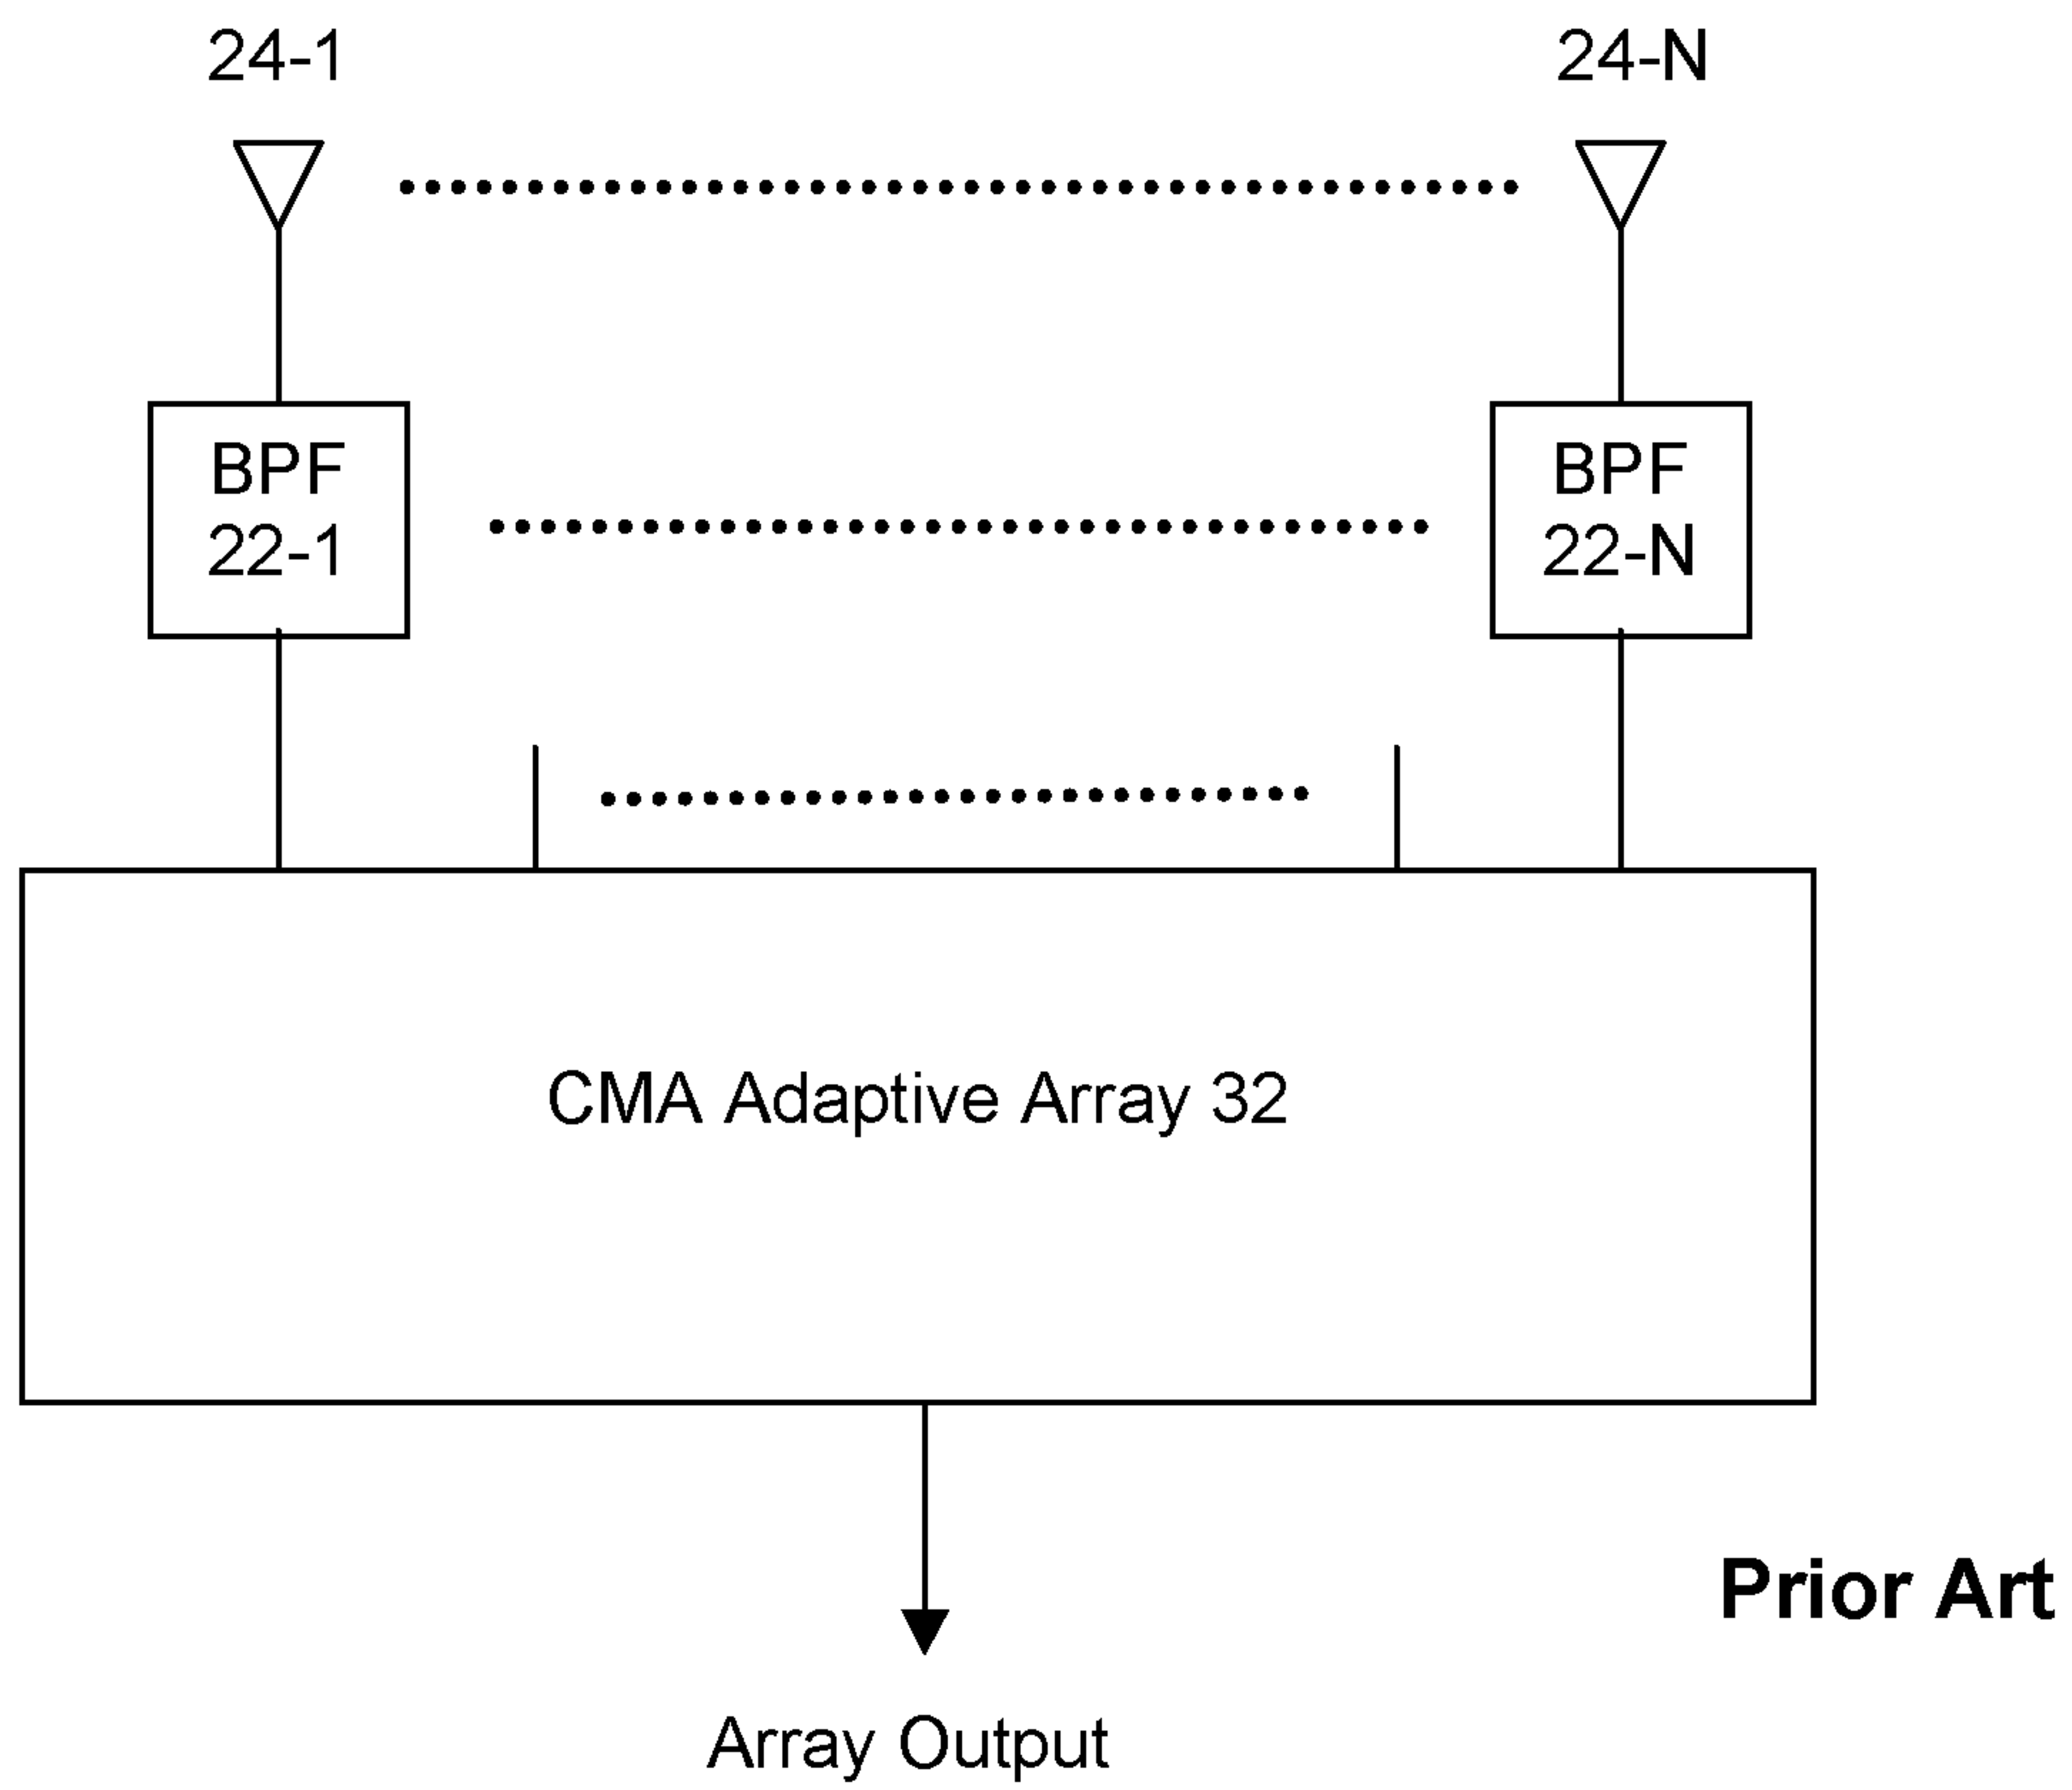 24-1
24-N
BPF
22-1
BPF
22-N
CMA Adaptive Array 32
Prior Art
Array Output